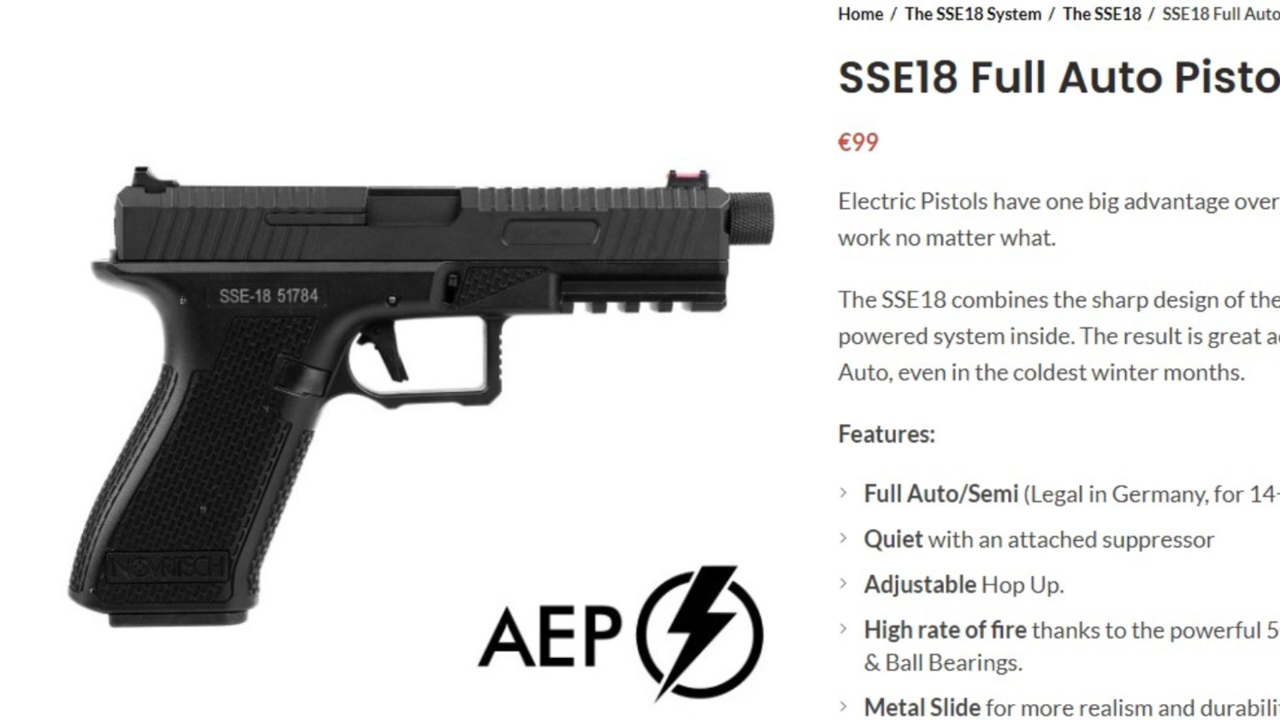 Home / The SSE18 System / The SSE18 / SSE18 Full Auto
SSE18 Full Auto Pisto
€99
Electric Pistols have one big advantage over
work no matter what.
The SSE18 combines the sharp design of the
powered system inside. The result is great a
Auto, even in the coldest winter months.
Features:
Full Auto/Semi (Legal in Germany, for 14-
Quiet with an attached suppressor
Adjustable Hop Up.
High rate of fire thanks to the powerful 5
& Ball Bearings.
Metal Slide for more realism and durabili
SSE-18 51784
NOVRITSCH
AEP